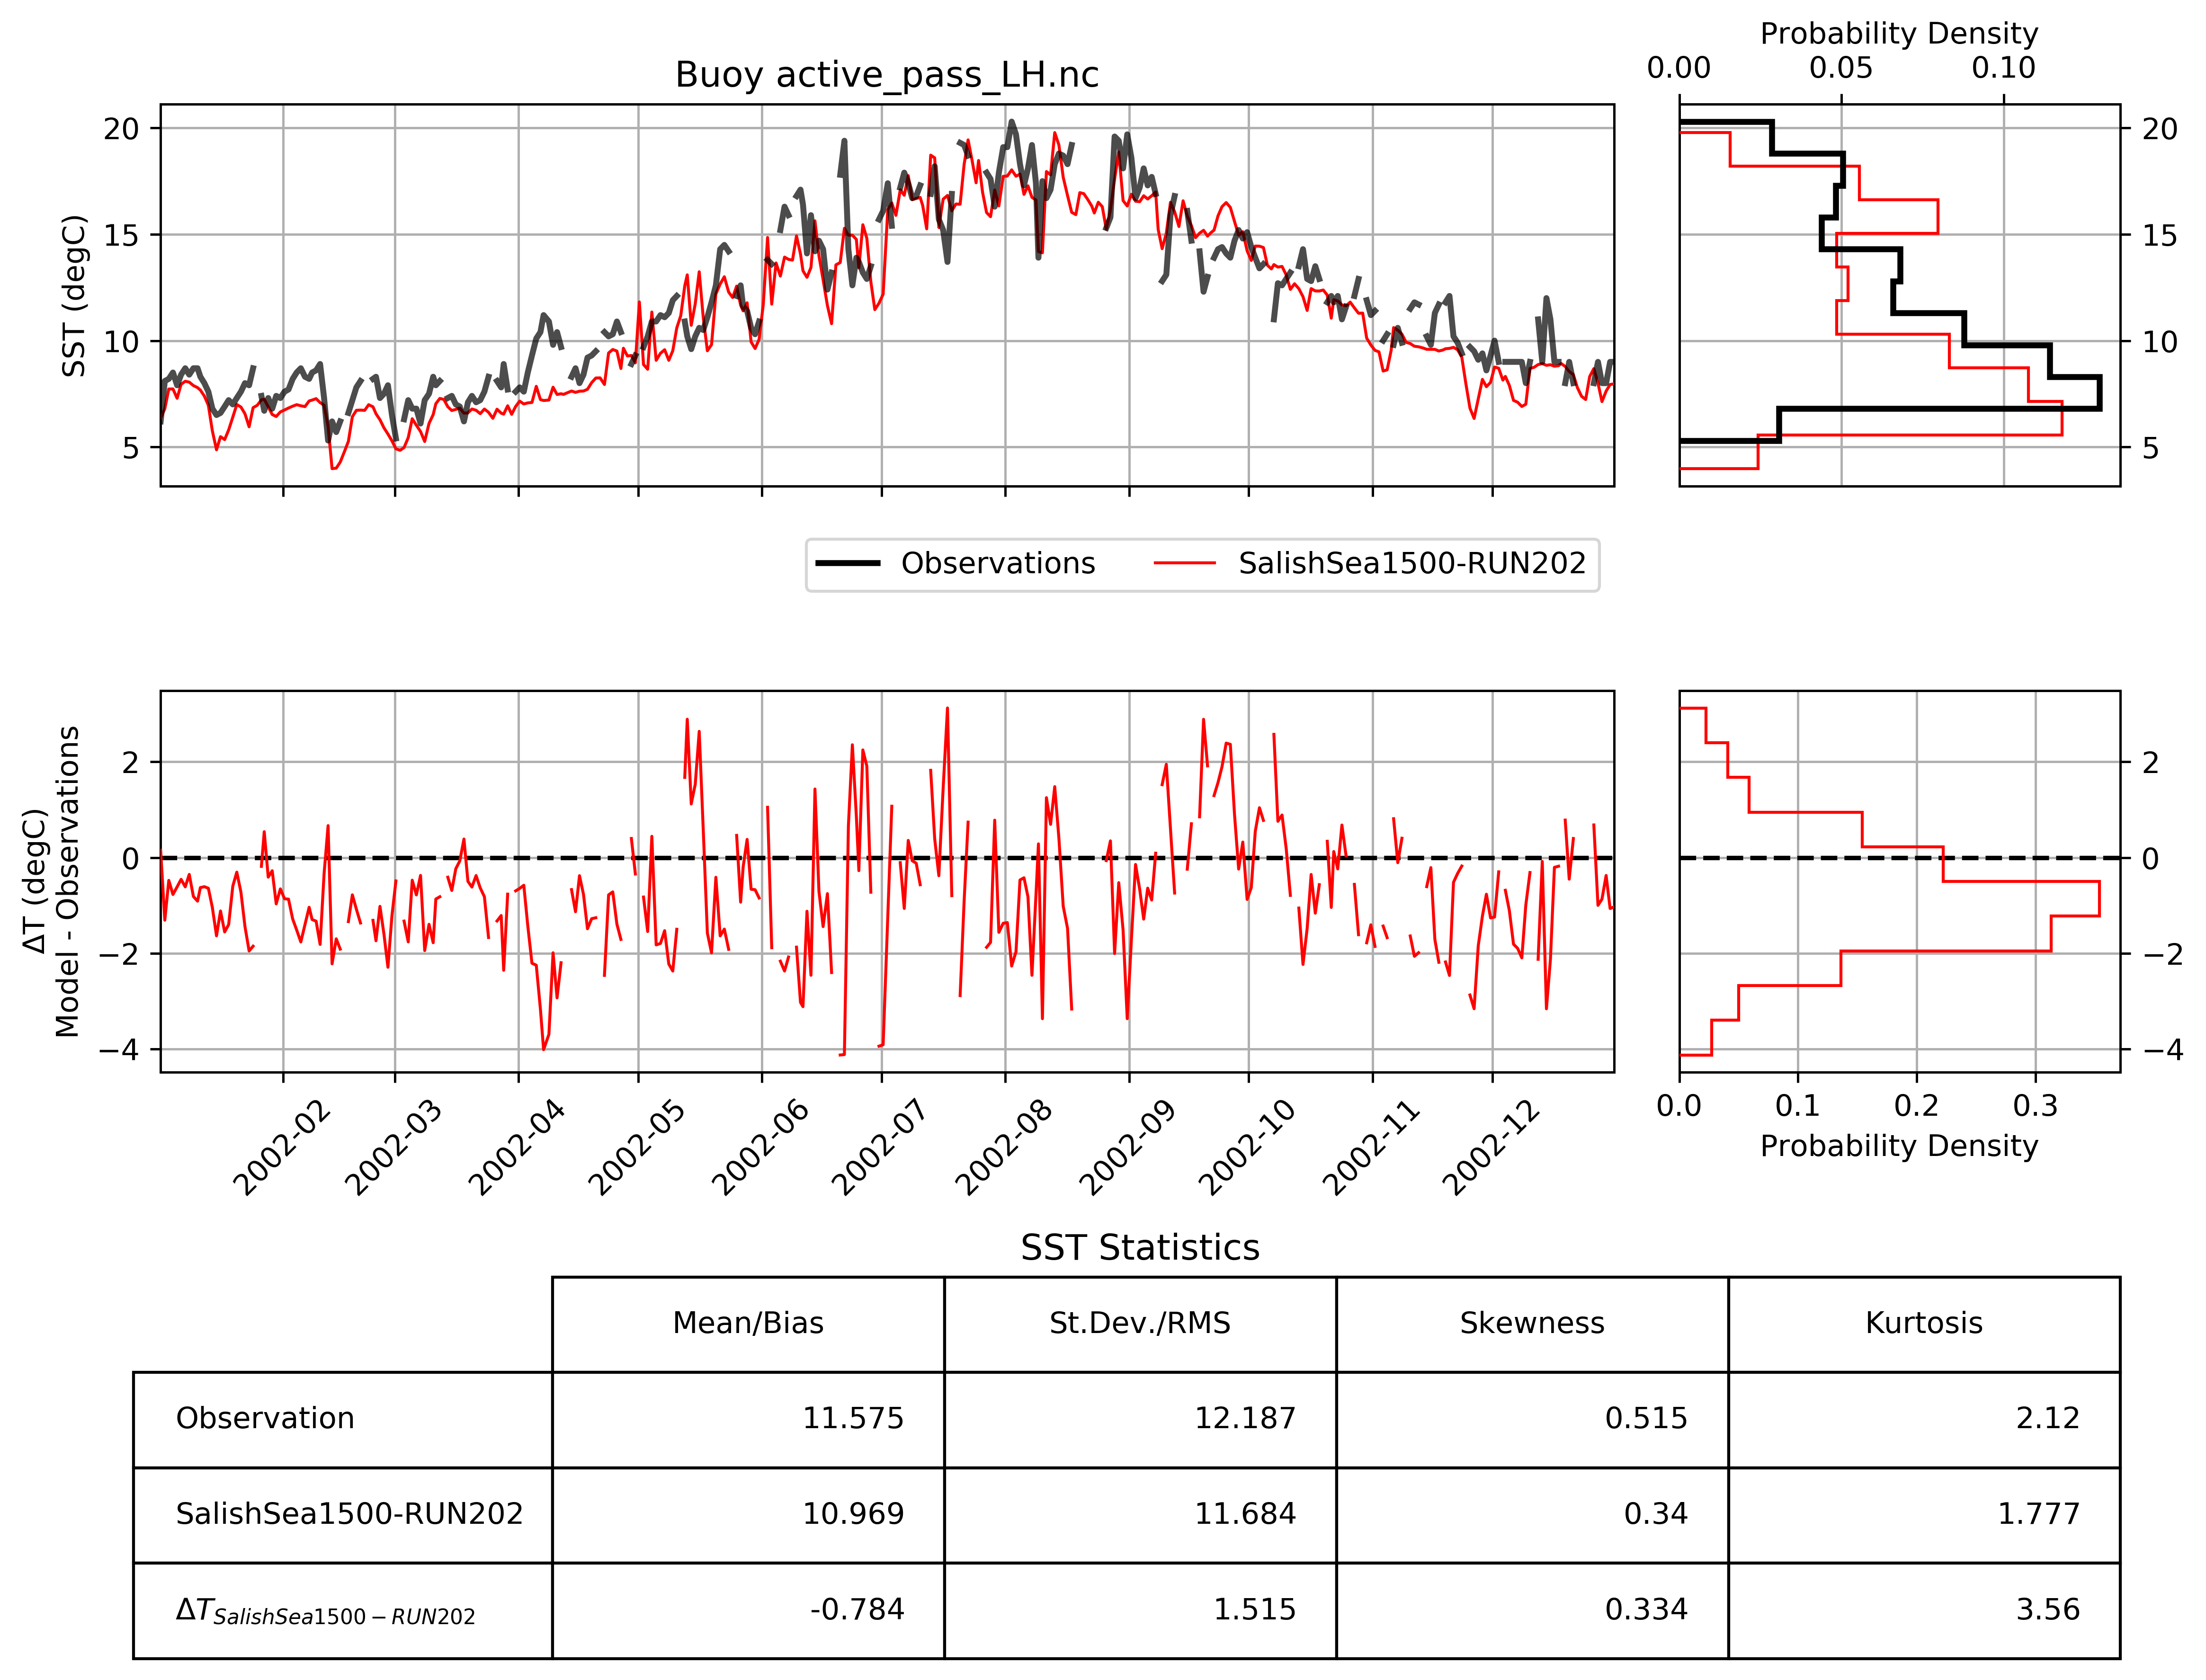 Probability Density
0.00 0.05 0.10
Buoy active_pass_LH.nc
SST (degC)
20
15
10
5
20
15
10
5
Observations SalishSea1500-RUN202
ΔT (degC)
Model - Observations
2
0
−2
−4
2
0
−2
−4
2002-02 2002-03 2002-04 2002-05 2002-06 2002-07 2002-08 2002-09 2002-10 2002-11 2002-12
0.0 0.1 0.2 0.3
Probability Density
SST Statistics
Mean/Bias St.Dev./RMS Skewness Kurtosis
Observation 11.575 12.187 0.515 2.12
SalishSea1500-RUN202 10.969 11.684 0.34 1.777
ΔT SalishSea1500−RUN202 -0.784 1.515 0.334 3.56